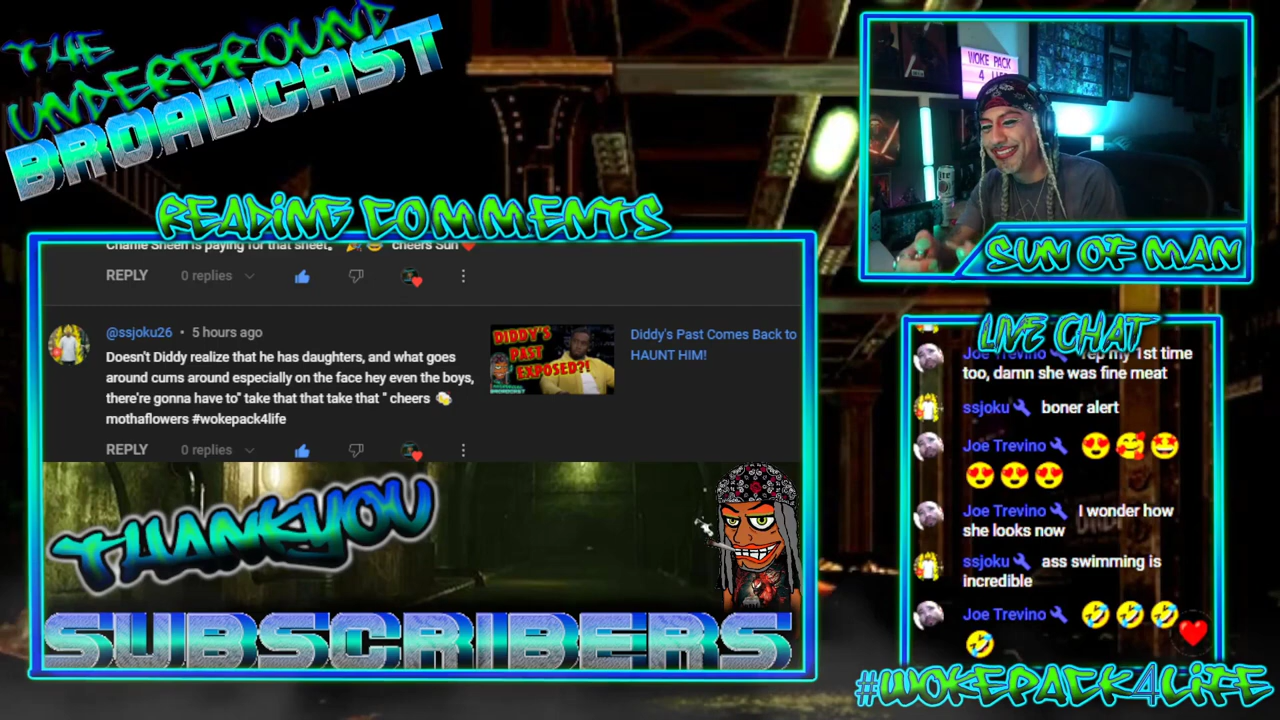 THE
UNDERGROUND
BROADCAST
READING COMMENTS
Charlie Sheen is paying for that sheet. 🎉 😁 cheers Sun ❤️
REPLY 0 replies
@ssjoku26 • 5 hours ago
Doesn't Diddy realize that he has daughters, and what goes
around cums around especially on the face hey even the boys,
there're gonna have to" take that that take that " cheers 🍻
mothaflowers #wokepack4life
REPLY 0 replies
DIDDY'S
PAST
EXPOSED?!
BROADCAST
Diddy's Past Comes Back to
HAUNT HIM!
THANKYOU
SUBSCRIBERS
WOKE PACK
SUN OF MAN
LIVE CHAT
Joe Trevino 🔧 Yep my 1st time
too, damn she was fine meat
ssjoku 🔧 boner alert
Joe Trevino 🔧 😍 🥰 🤩
😍 😍 😍
Joe Trevino 🔧 I wonder how
she looks now
ssjoku 🔧 ass swimming is
incredible
Joe Trevino 🔧 🤣 🤣 🤣
🤣
#WOKEPACK4LIFE